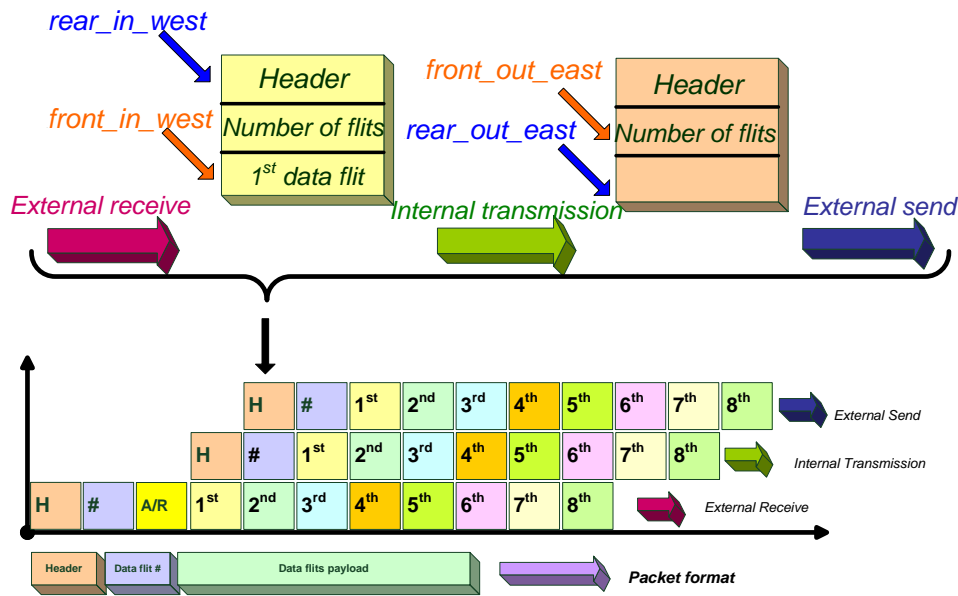 rear_in_west
Header
front_out_east
Header
front_in_west
Number of flits
rear_out_east
Number of flits
1st data flit
External receive
Internal transmission
External send
H # 1st 2nd 3rd 4th 5th 6th 7th 8th External Send
H # 1st 2nd 3rd 4th 5th 6th 7th 8th Internal Transmission
H # A/R 1st 2nd 3rd 4th 5th 6th 7th 8th External Receive
Header Data flit # Data flits payload Packet format